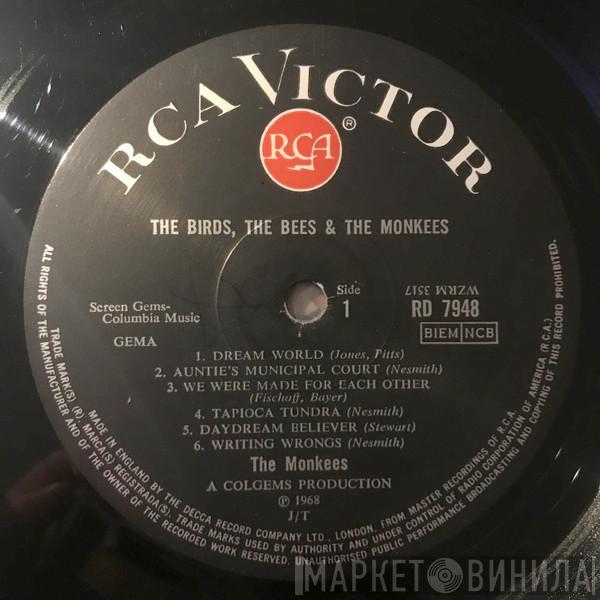 RCA VICTOR
RCA ®
THE BIRDS, THE BEES & THE MONKEES
Screen Gems-
Columbia Music
GEMA
Side
1
WZRM 3517
RD 7948
BIEM NCB
1. DREAM WORLD (Jones, Pitts)
2. AUNTIE'S MUNICIPAL COURT (Nesmith)
3. WE WERE MADE FOR EACH OTHER
(Fischoff, Bayer)
4. TAPIOCA TUNDRA (Nesmith)
5. DAYDREAM BELIEVER (Stewart)
6. WRITING WRONGS (Nesmith)
The Monkees
A COLGEMS PRODUCTION
℗ 1968
J/T
ALL RIGHTS OF THE MANUFACTURER AND OF THE OWNER OF THE RECORDED WORK RESERVED. UNAUTHORISED PUBLIC PERFORMANCE BROADCASTING AND COPYING OF THIS RECORD PROHIBITED.
TRADE MARK(S) (R) MARCA(S) REGISTRADA(S). TRADE MARKS USED BY AUTHORITY AND UNDER CONTROL OF RADIO CORPORATION OF AMERICA (R.C.A.)
MADE IN ENGLAND BY THE DECCA RECORD COMPANY LTD., LONDON. FROM MASTER RECORDINGS OF R.C.A.
МАРКЕТ ВИНИЛА